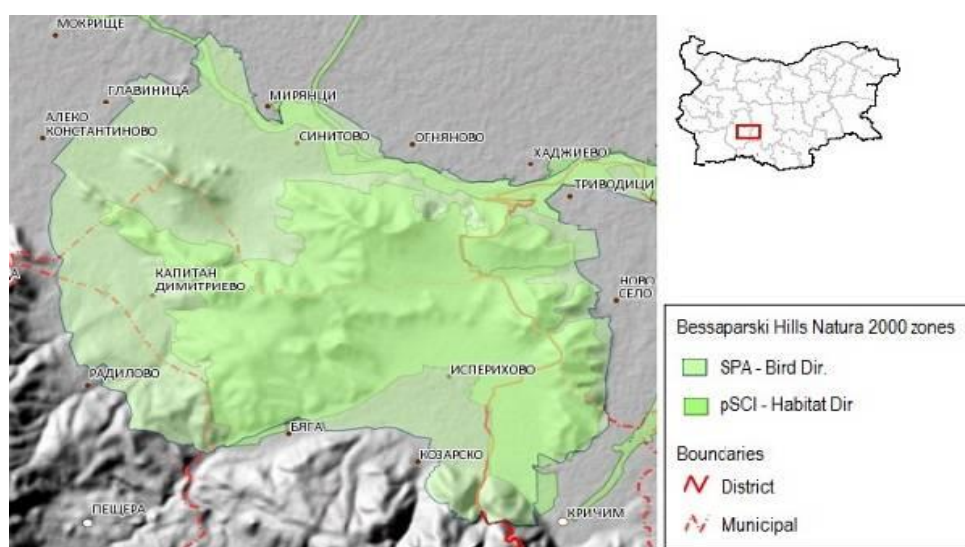 МОКРИЩЕ
ГЛАВИНИЦА
АЛЕКО
КОНСТАНТИНОВО
МИРЯНЦИ
СИНИТОВО
ОГНЯНОВО
ХАДЖИЕВО
ТРИВОДИЦИ
КАПИТАН
ДИМИТРИЕВО
НОВО
СЕЛО
РАДИЛОВО
ИСПЕРИХОВО
БЯГА
КОЗАРСКО
ПЕЩЕРА
КРИЧИМ
Bessaparski Hills Natura 2000 zones
SPA - Bird Dir.
pSCI - Habitat Dir
Boundaries
District
Municipal